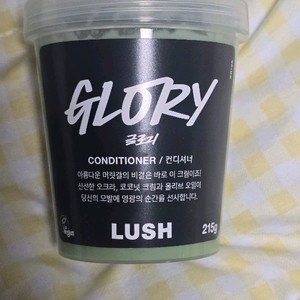 GLORY
글로리
CONDITIONER / 컨디셔너
아름다운 머릿결의 비결은 바로 이 크림이죠!
신선한 오크라, 코코넛 크림과 올리브 오일이
당신의 모발에 영광의 순간을 선사합니다.
Vegan
LUSH
215g